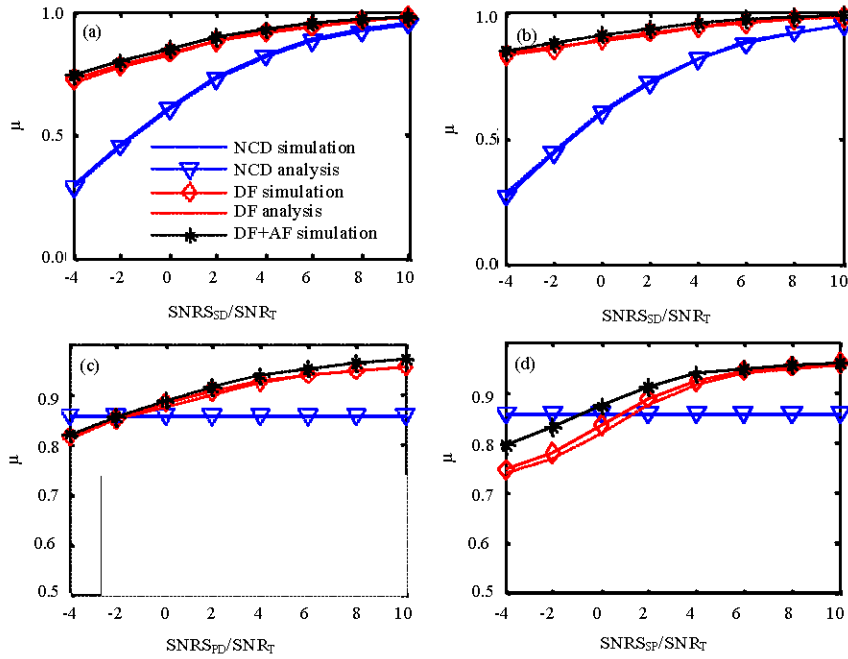 (a)
1.0
0.5
0.0
μ
NCD simulation
NCD analysis
DF simulation
DF analysis
DF+AF simulation
-4 -2 0 2 4 6 8 10
SNRS_SD/SNR_T
(b)
1.0
0.5
0.0
μ
-4 -2 0 2 4 6 8 10
SNRS_SD/SNR_T
(c)
0.9
0.8
0.7
0.6
0.5
μ
-4 -2 0 2 4 6 8 10
SNRS_PD/SNR_T
(d)
0.9
0.8
0.7
0.6
0.5
μ
-4 -2 0 2 4 6 8 10
SNRS_SP/SNR_T